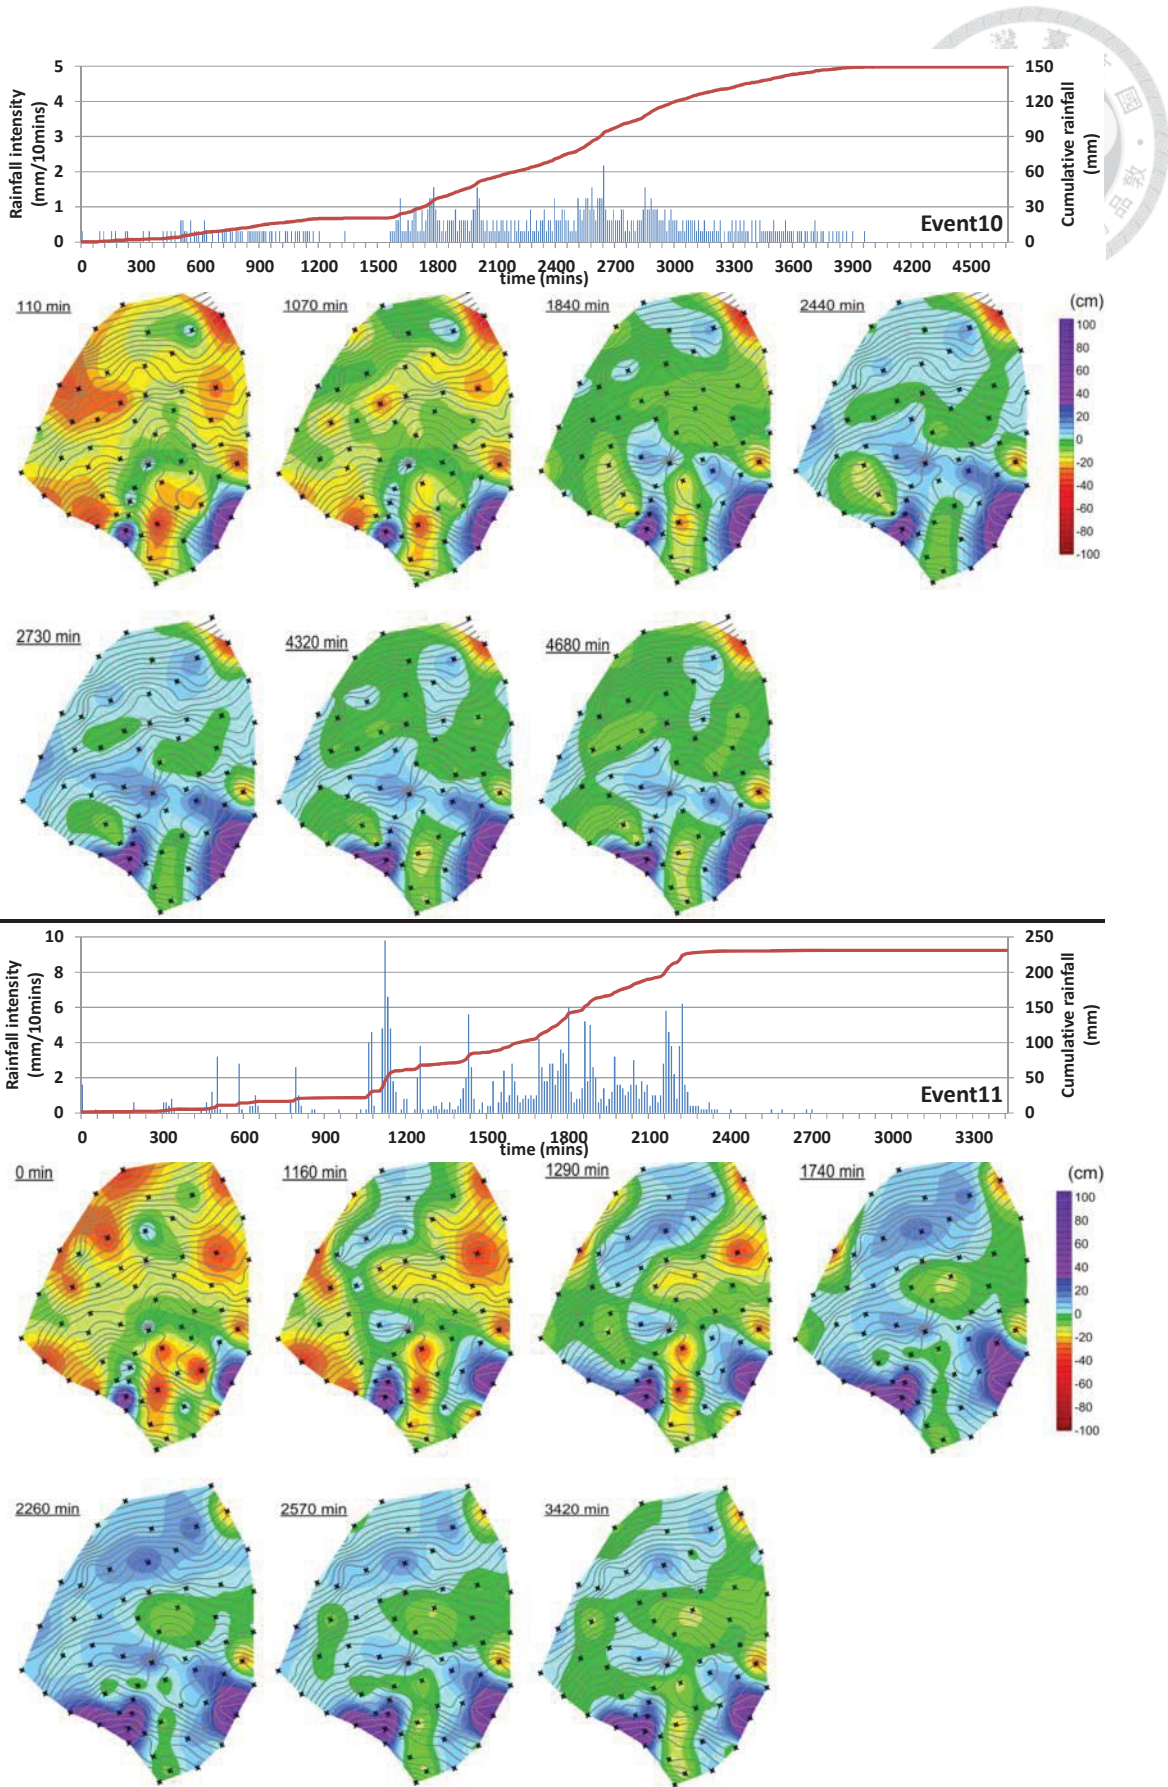 臺
國
敦
品
5 150
4 120
3 90
2 60
1 30
0 0
Rainfall intensity
(mm/10mins)
Cumulative rainfall
(mm)
Event10
0 300 600 900 1200 1500 1800 2100 2400 2700 3000 3300 3600 3900 4200 4500
time (mins)
110 min 1070 min 1840 min 2440 min (cm)
100
80
60
40
20
0
-20
-40
-60
-80
-100
2730 min 4320 min 4680 min
10 250
8 200
6 150
4 100
2 50
0 0
Rainfall intensity
(mm/10mins)
Cumulative rainfall
(mm)
Event11
0 300 600 900 1200 1500 1800 2100 2400 2700 3000 3300
time (mins)
0 min 1160 min 1290 min 1740 min (cm)
100
80
60
40
20
0
-20
-40
-60
-80
-100
2260 min 2570 min 3420 min